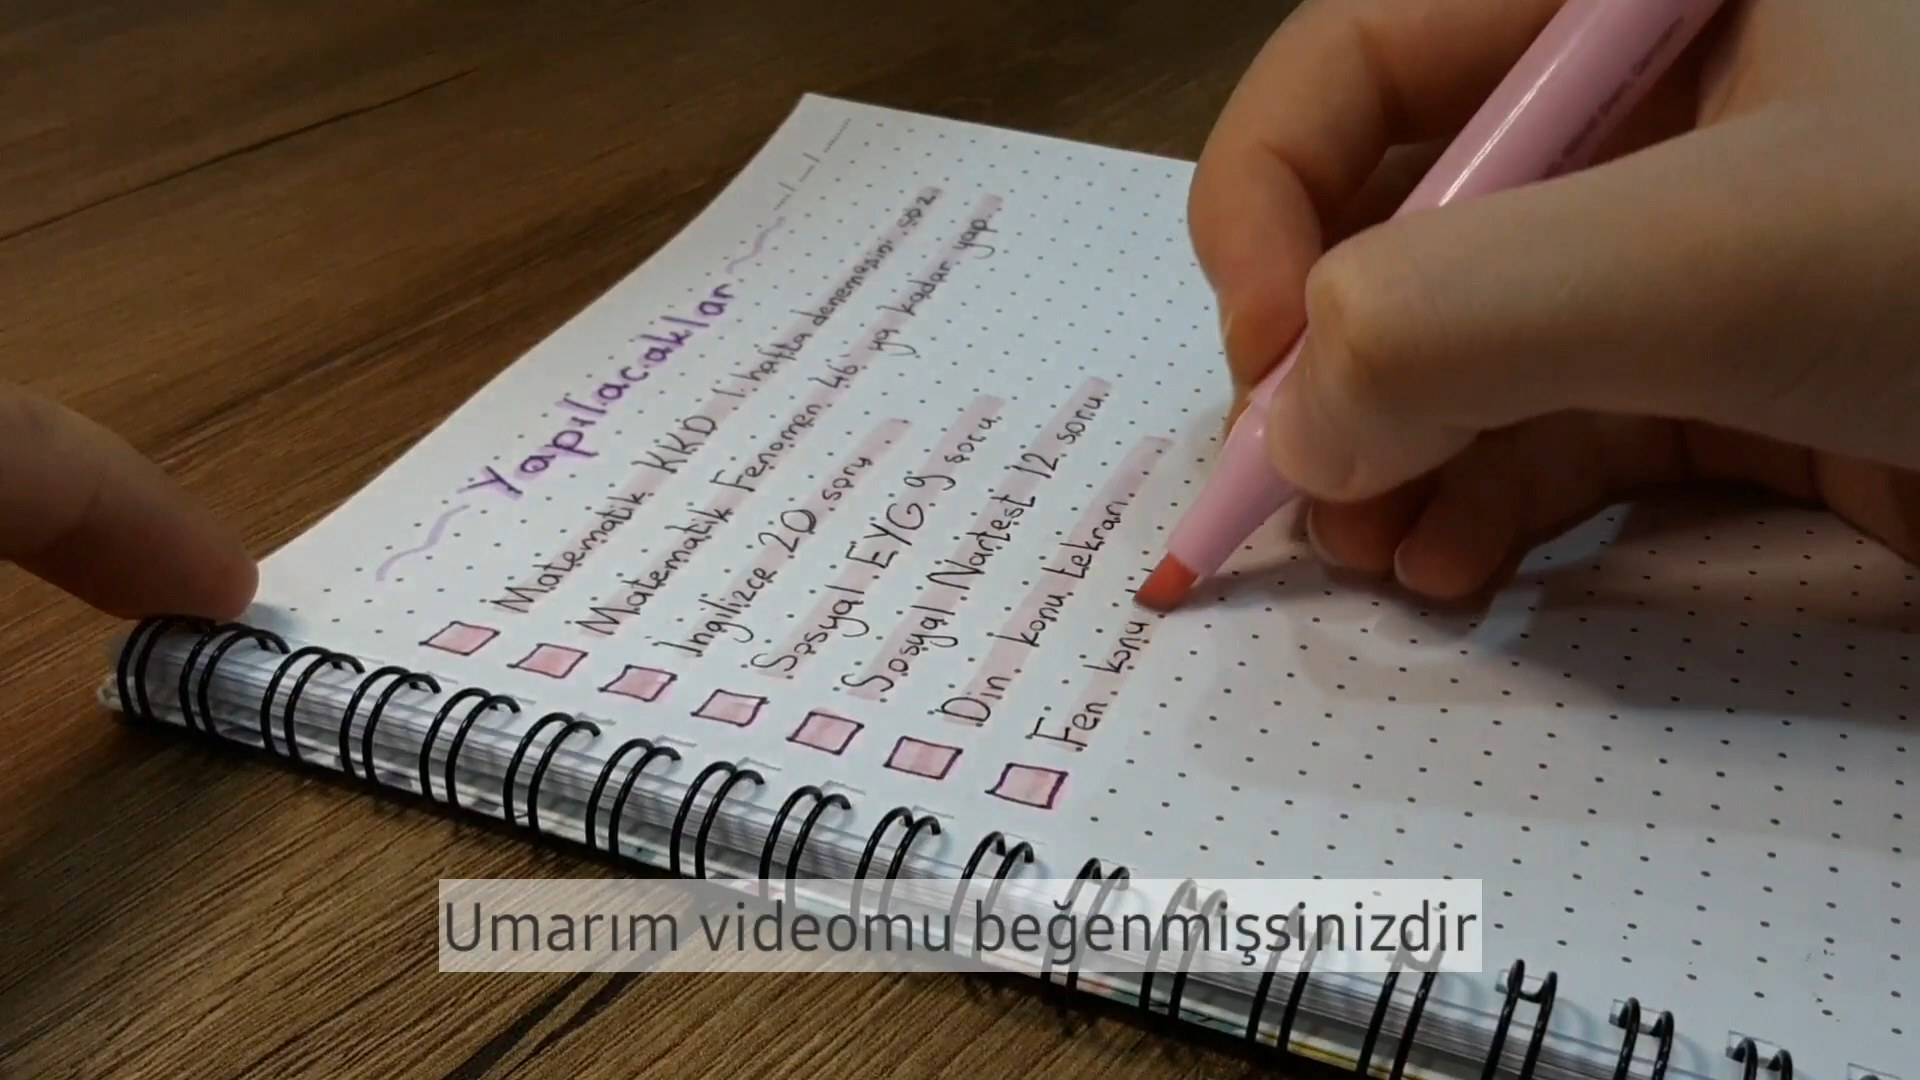 Yapılacaklar
Matematik KKD 1. hafta denemesini çöz.
Matematik Fenomen 46' ya kadar yap.
İngilizce 20 soru
Sosyal EYG 9 soru
Sosyal Nartest 12 soru.
Din konu tekrarı.
Fen konu
Umarım videomu beğenmişsinizdir